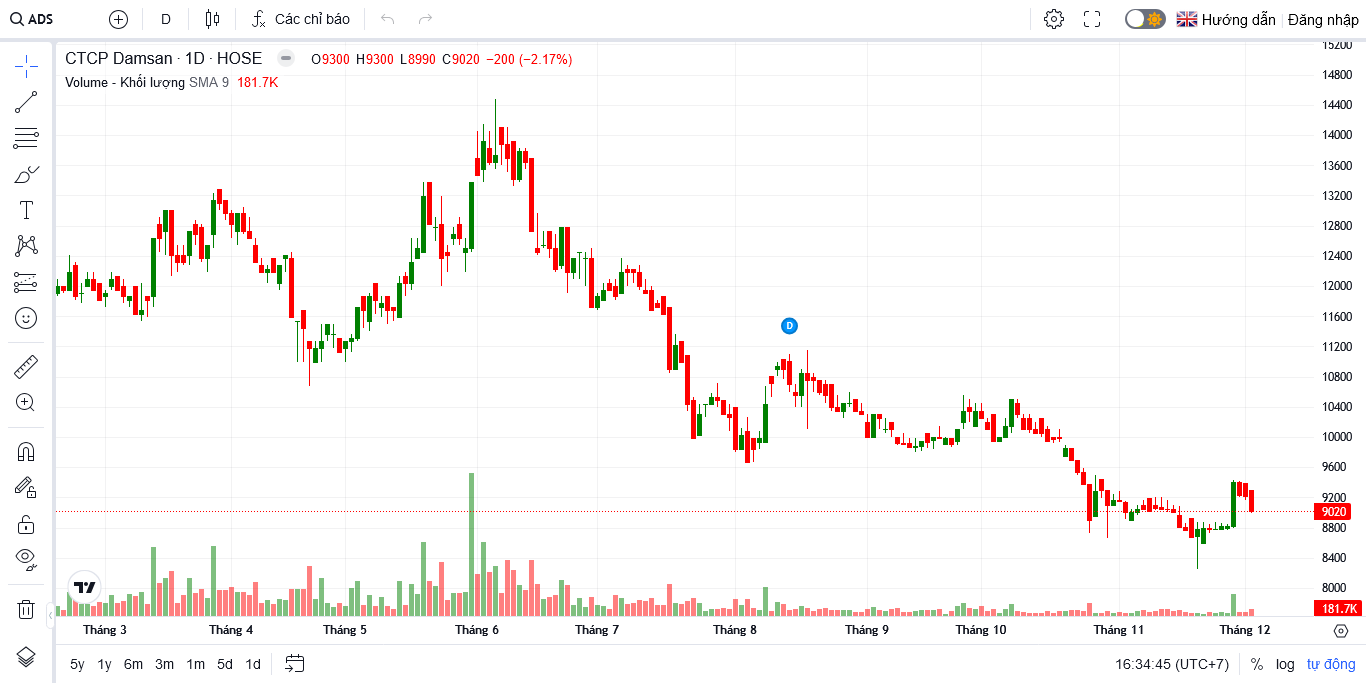 ADS D Các chỉ báo Hướng dẫn Đăng nhập
CTCP Damsan · 1D · HOSE O9300 H9300 L8990 C9020 −200 (−2.17%)
Volume - Khối lượng SMA 9 181.7K
15200
14800
14400
14000
13600
13200
12800
12400
12000
11600
D
11200
10800
10400
10000
9600
9200
9020
8800
8400
8000
181.7K
Tháng 3 Tháng 4 Tháng 5 Tháng 6 Tháng 7 Tháng 8 Tháng 9 Tháng 10 Tháng 11 Tháng 12
5y 1y 6m 3m 1m 5d 1d 16:34:45 (UTC+7) % log tự động